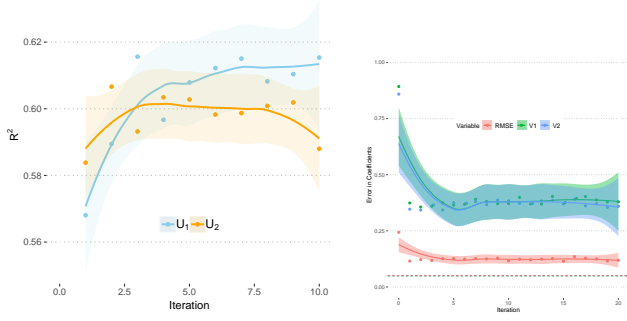 0.62
0.60
0.58
0.56
R²
U₁ U₂
0.0 2.5 5.0 7.5 10.0
Iteration
1.00
0.75
0.50
0.25
0.00
Error in Coefficients
Variable RMSE V1 V2
0 5 10 15 20
Iteration